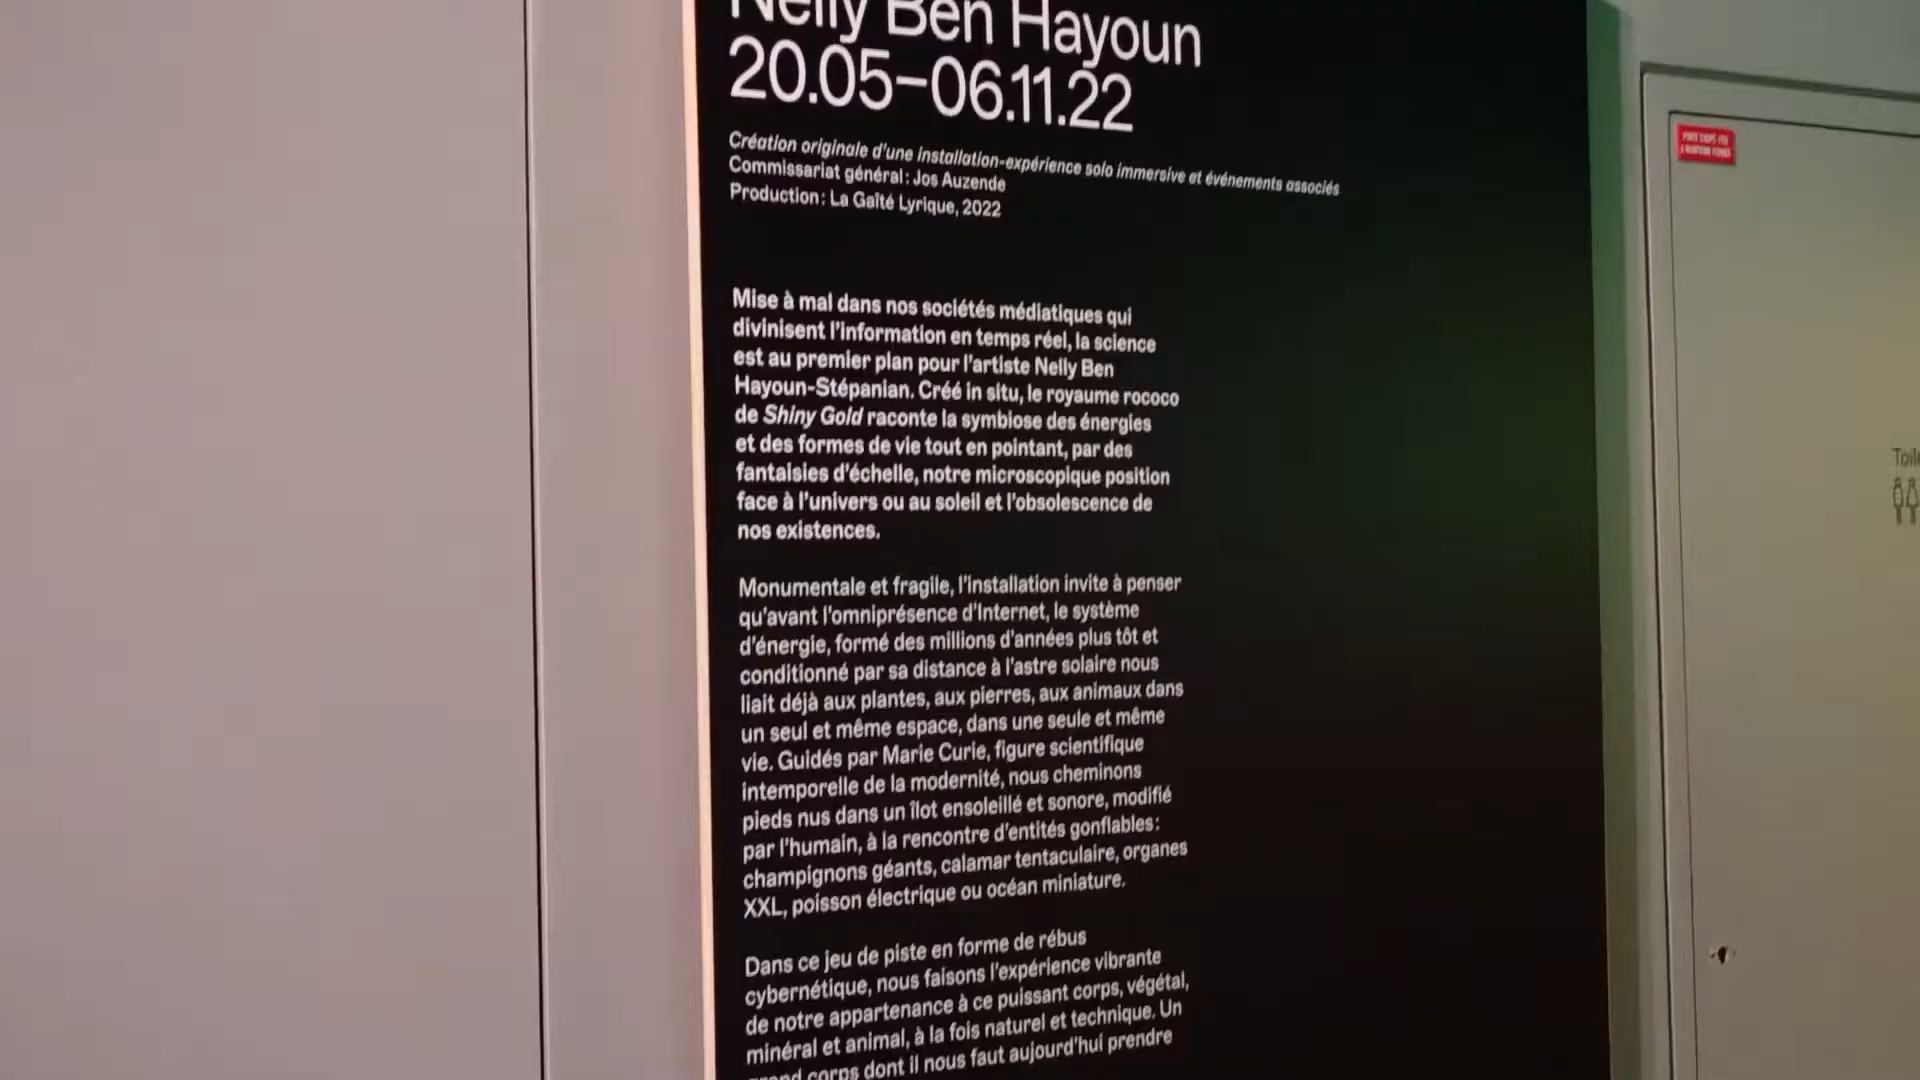 Nelly Ben Hayoun
20.05–06.11.22
Création originale d'une installation-expérience solo immersive et événements associés
Commissariat général : Jos Auzende
Production : La Gaîté Lyrique, 2022
Mise à mal dans nos sociétés médiatiques qui
divinisent l'information en temps réel, la science
est au premier plan pour l'artiste Nelly Ben
Hayoun-Stépanian. Créé in situ, le royaume rococo
de Shiny Gold raconte la symbiose des énergies
et des formes de vie tout en pointant, par des
fantaisies d'échelle, notre microscopique position
face à l'univers ou au soleil et l'obsolescence de
nos existences.
Monumentale et fragile, l'installation invite à penser
qu'avant l'omniprésence d'Internet, le système
d'énergie, formé des millions d'années plus tôt et
conditionné par sa distance à l'astre solaire nous
liait déjà aux plantes, aux pierres, aux animaux dans
un seul et même espace, dans une seule et même
vie. Guidés par Marie Curie, figure scientifique
intemporelle de la modernité, nous cheminons
pieds nus dans un îlot ensoleillé et sonore, modifié
par l'humain, à la rencontre d'entités gonflables :
champignons géants, calamar tentaculaire, organes
XXL, poisson électrique ou océan miniature.
Dans ce jeu de piste en forme de rébus
cybernétique, nous faisons l'expérience vibrante
de notre appartenance à ce puissant corps, végétal,
minéral et animal, à la fois naturel et technique. Un
grand corps dont il nous faut aujourd'hui prendre